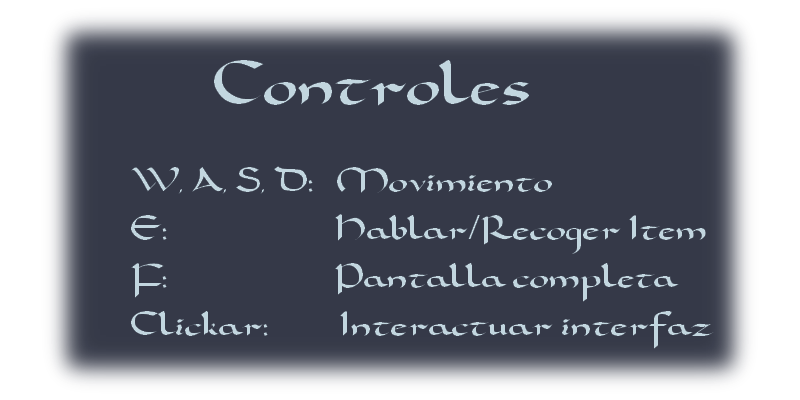 Controles
W, A, S, D: Movimiento
E: Hablar/Recoger Item
F: Pantalla completa
Clickar: Interactuar interfaz